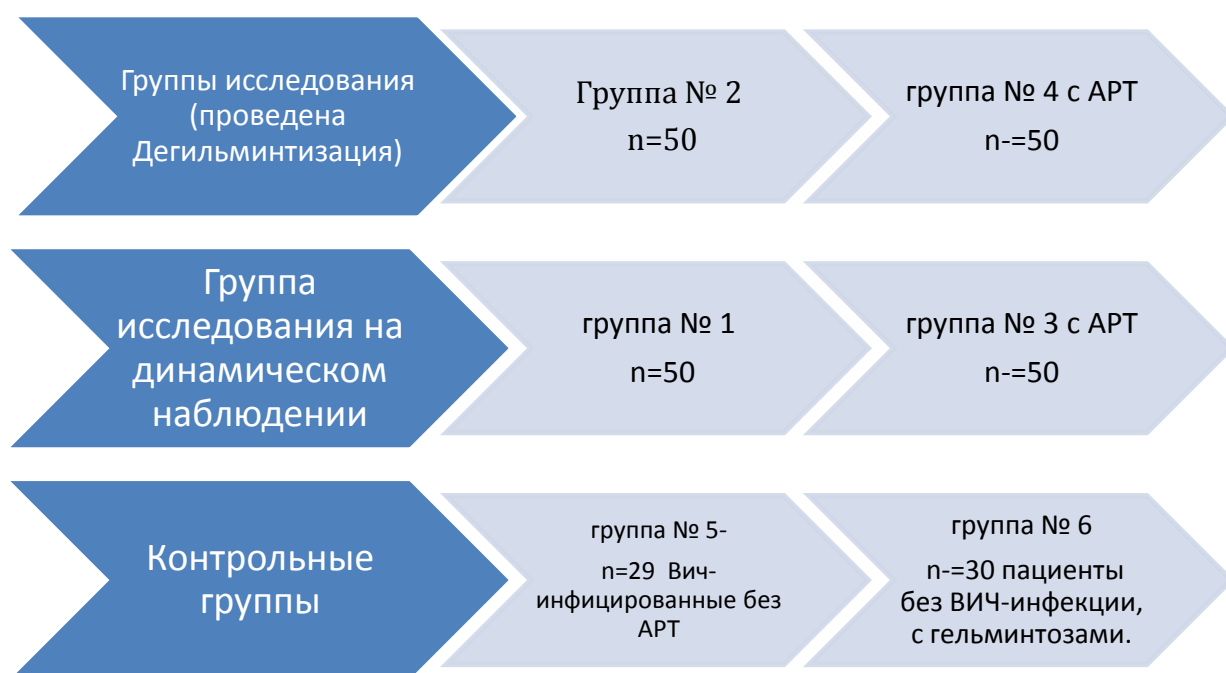 Группы исследования
(проведена
Дегильминтизация)
Группа № 2
n=50
группа № 4 с АРТ
n-=50
Группа
исследования на
динамическом
наблюдении
группа № 1
n=50
группа № 3 с АРТ
n-=50
Контрольные
группы
группа № 5-
n=29 Вич-
инфицированные без
АРТ
группа № 6
n-=30 пациенты
без ВИЧ-инфекции,
с гельминтозами.